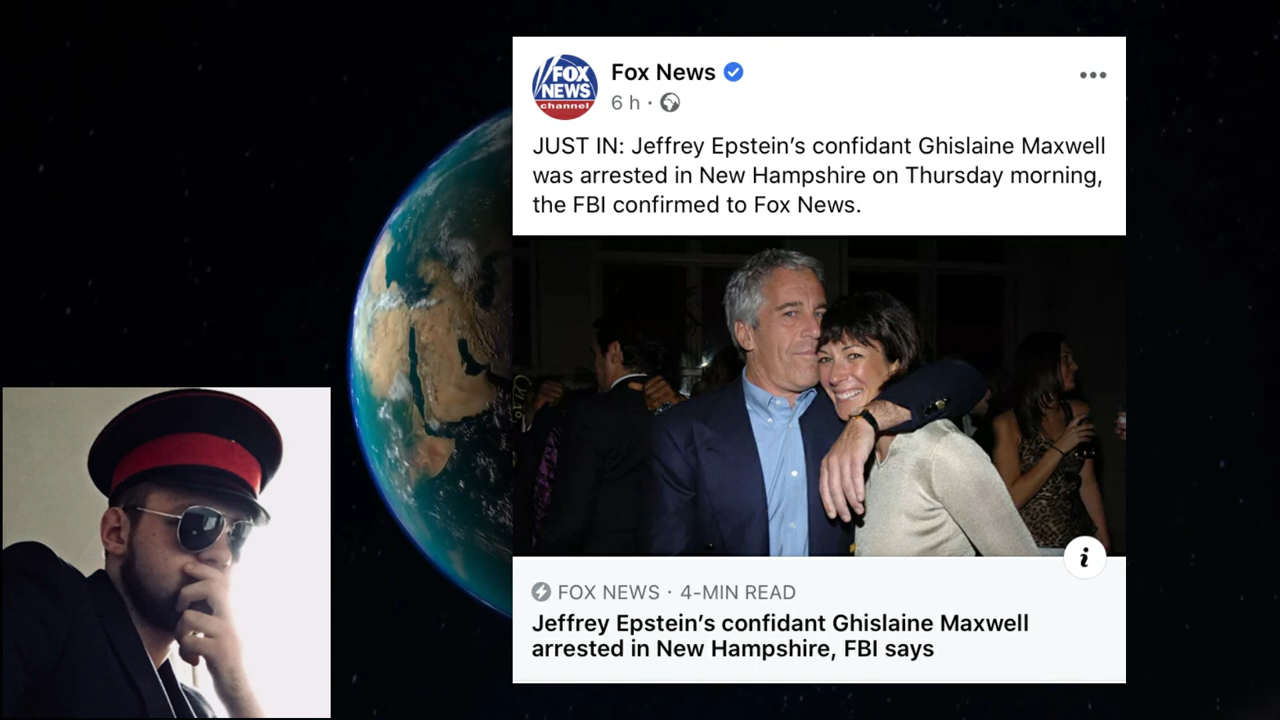 FOX
NEWS
channel
Fox News
6 h ·
JUST IN: Jeffrey Epstein’s confidant Ghislaine Maxwell
was arrested in New Hampshire on Thursday morning,
the FBI confirmed to Fox News.
i
FOX NEWS · 4-MIN READ
Jeffrey Epstein’s confidant Ghislaine Maxwell
arrested in New Hampshire, FBI says